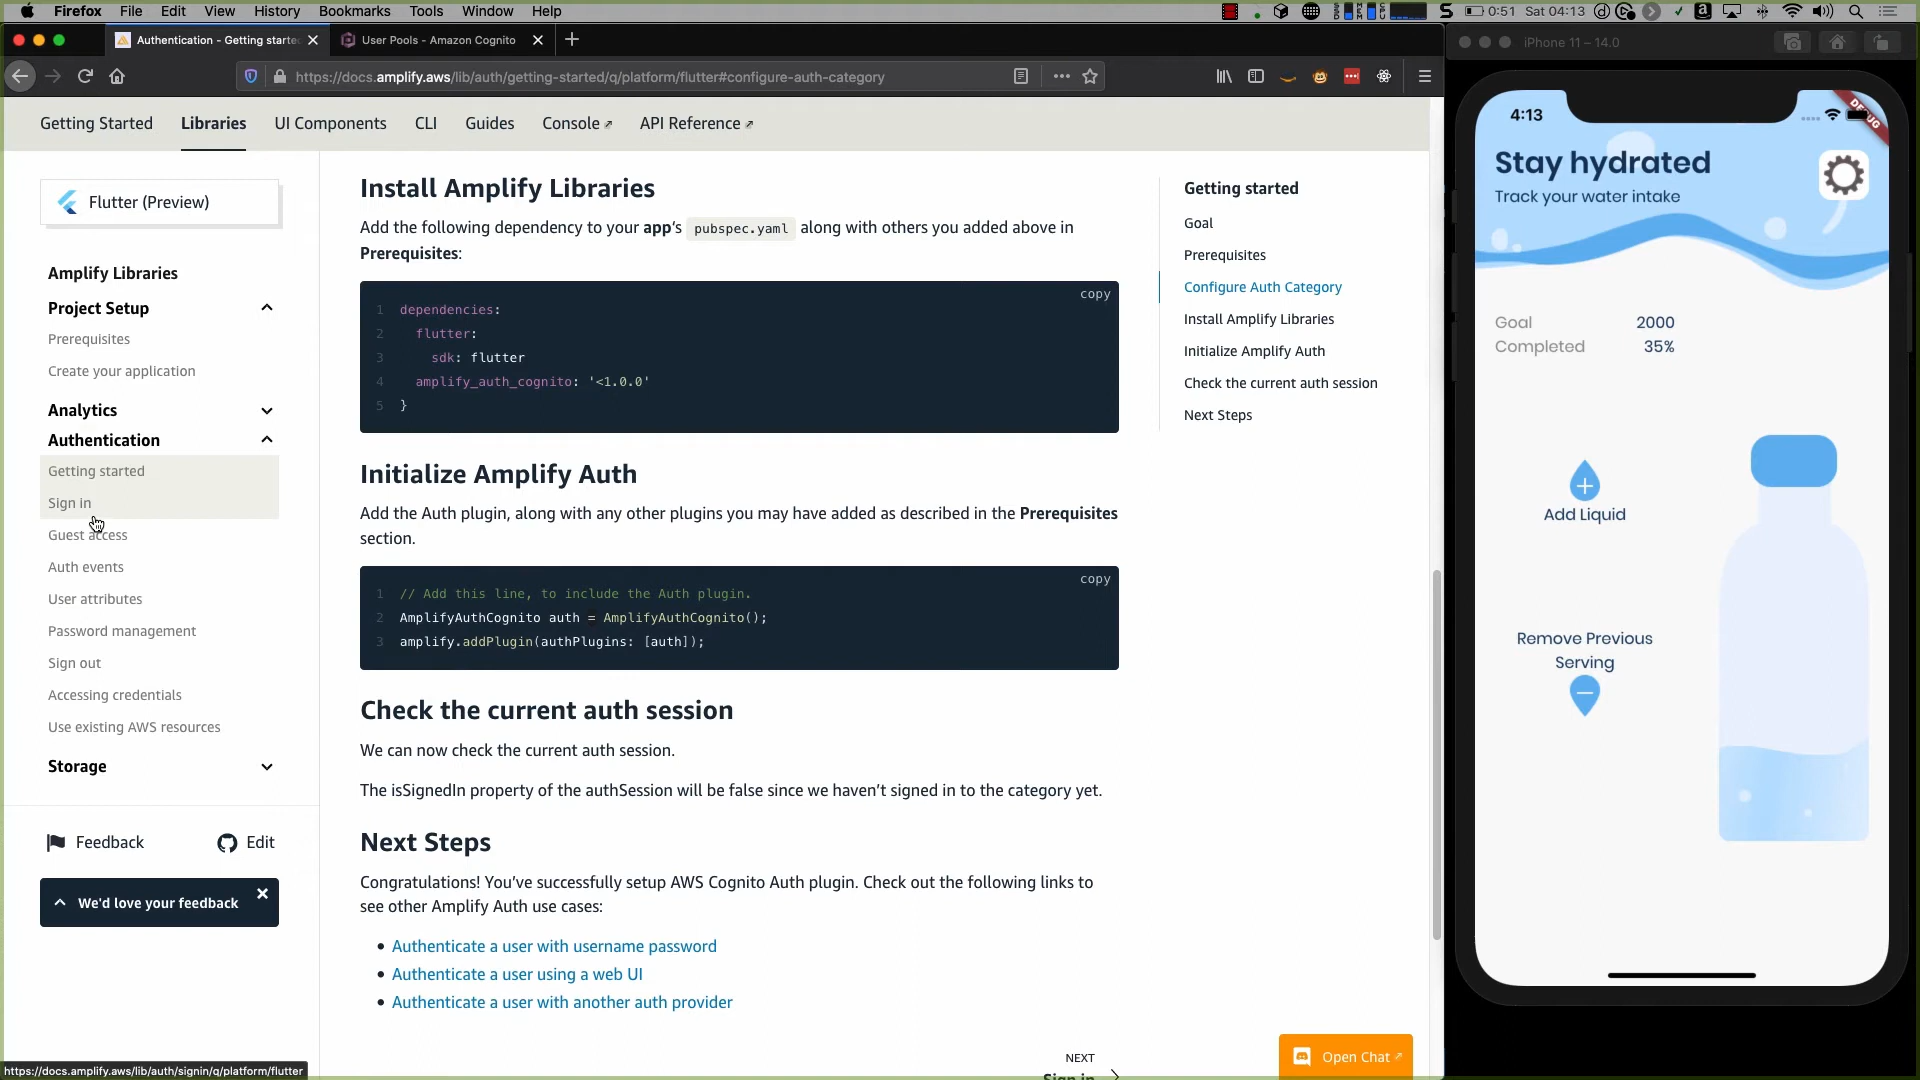 Firefox File Edit View History Bookmarks Tools Window Help
0:51 Sat 04:13
Authentication - Getting starte
User Pools - Amazon Cognito
https://docs.amplify.aws/lib/auth/getting-started/q/platform/flutter#configure-auth-category
Getting Started Libraries UI Components CLI Guides Console API Reference
Flutter (Preview)
Amplify Libraries
Project Setup
Prerequisites
Create your application
Analytics
Authentication
Getting started
Sign in
Guest access
Auth events
User attributes
Password management
Sign out
Accessing credentials
Use existing AWS resources
Storage
Feedback
Edit
We'd love your feedback
https://docs.amplify.aws/lib/auth/signin/q/platform/flutter
Install Amplify Libraries
Add the following dependency to your app's pubspec.yaml along with others you added above in
Prerequisites:
copy
1 dependencies:
2 flutter:
3 sdk: flutter
4 amplify_auth_cognito: '<1.0.0'
5 }
Initialize Amplify Auth
Add the Auth plugin, along with any other plugins you may have added as described in the Prerequisites
section.
copy
1 // Add this line, to include the Auth plugin.
2 AmplifyAuthCognito auth = AmplifyAuthCognito();
3 amplify.addPlugin(authPlugins: [auth]);
Check the current auth session
We can now check the current auth session.
The isSignedIn property of the authSession will be false since we haven't signed in to the category yet.
Next Steps
Congratulations! You've successfully setup AWS Cognito Auth plugin. Check out the following links to
see other Amplify Auth use cases:
Authenticate a user with username password
Authenticate a user using a web UI
Authenticate a user with another auth provider
NEXT
Sign in
Getting started
Goal
Prerequisites
Configure Auth Category
Install Amplify Libraries
Initialize Amplify Auth
Check the current auth session
Next Steps
Open Chat
iPhone 11 – 14.0
4:13
Stay hydrated
Track your water intake
Goal 2000
Completed 35%
Add Liquid
Remove Previous
Serving